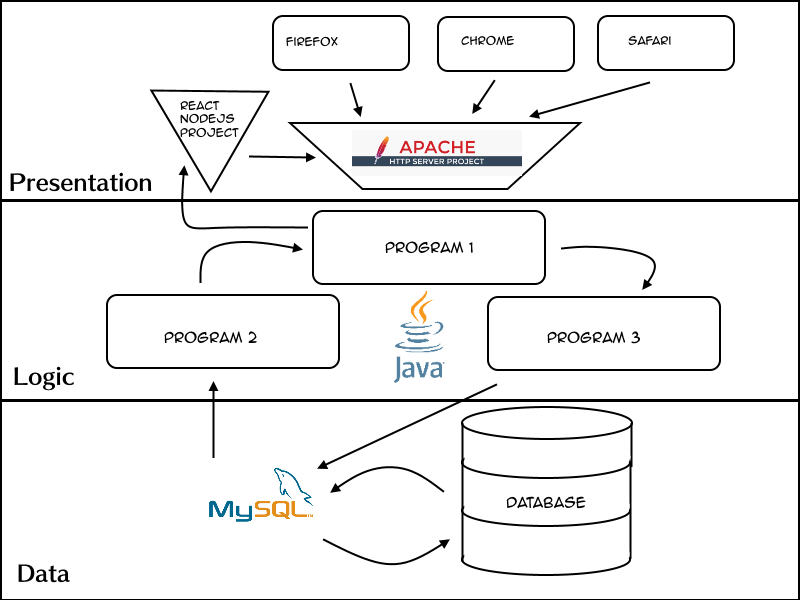 FIREFOX
CHROME
SAFARI
REACT
NODEJS
PROJECT
APACHE
HTTP SERVER PROJECT
Presentation
PROGRAM 1
PROGRAM 2
PROGRAM 3
Java
Logic
MySQL
DATABASE
Data